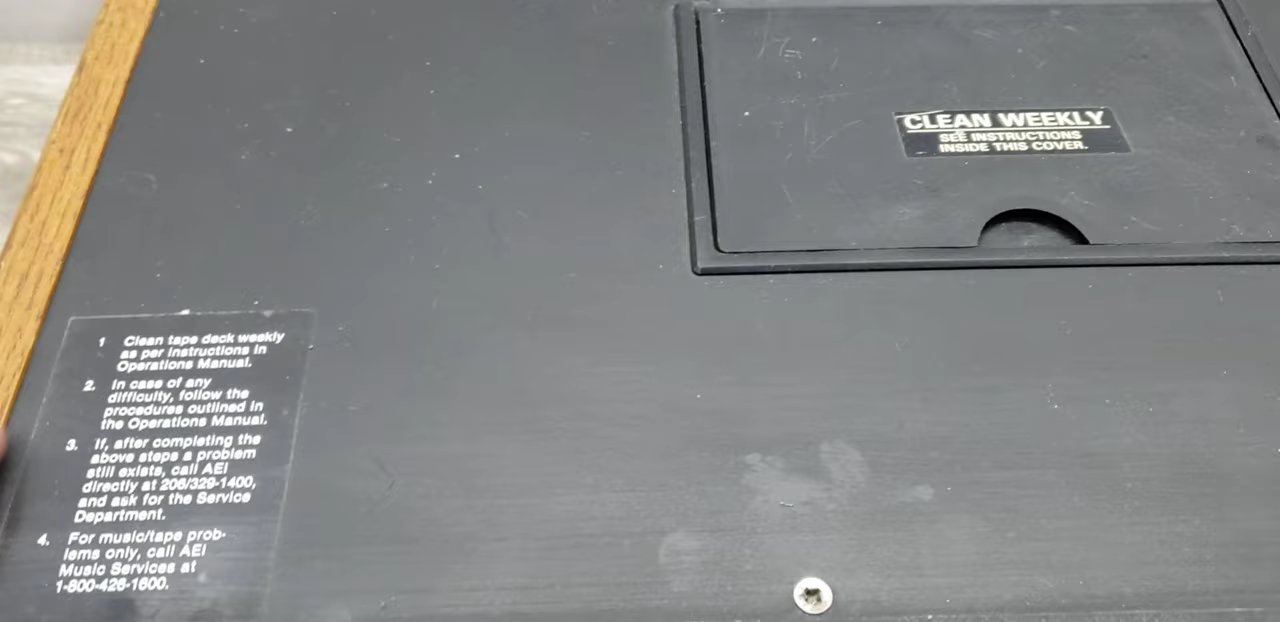 CLEAN WEEKLY
SEE INSTRUCTIONS
INSIDE THIS COVER.
1 Clean tape deck weekly
as per Instructions in
Operations Manual.
2. In case of any
difficulty, follow the
procedures outlined in
the Operations Manual.
3. If, after completing the
above steps a problem
still exists, call AEI
directly at 206/329-1400,
and ask for the Service
Department.
4. For music/tape prob-
lems only, call AEI
Music Services at
1-800-426-1600.